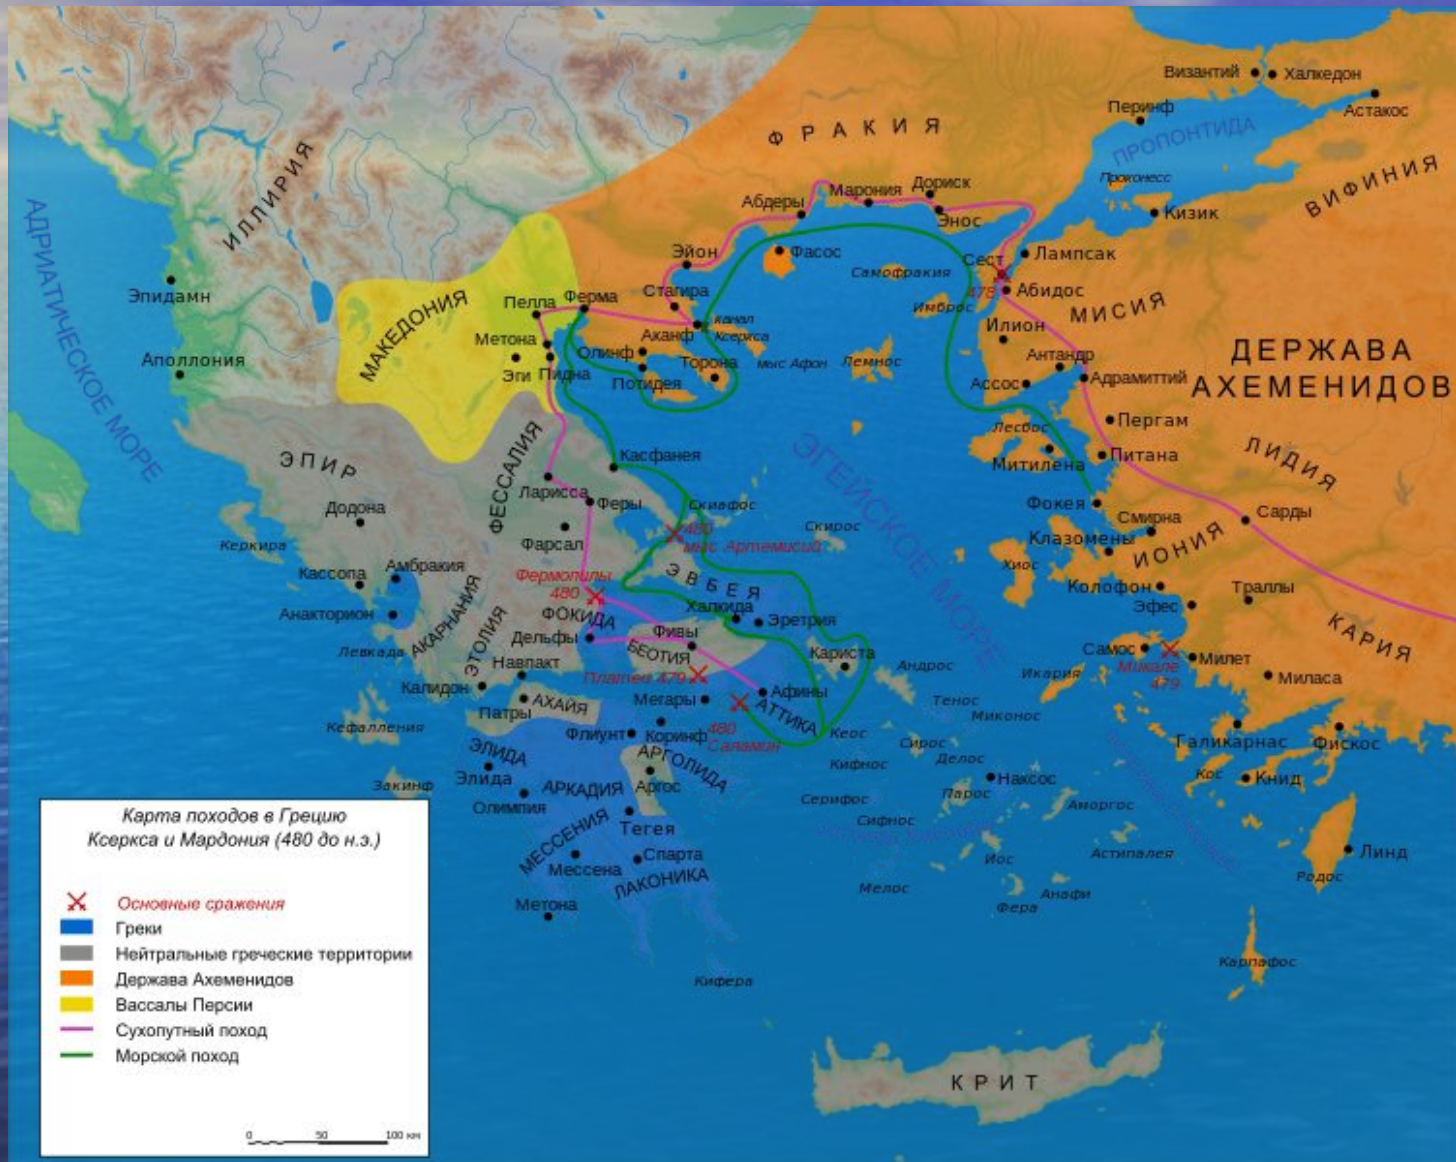 Византий
Халкедон
Астакос
Перинф
ПРОПОНТИДА
ФРАКИЯ
Проконесс
Кизик
ВИФИНИЯ
ИЛЛИРИЯ
АДРИАТИЧЕСКОЕ МОРЕ
Эпидамн
Аполлония
МАКЕДОНИЯ
Абдеры
Марония
Дориск
Энос
Эйон
Фасос
Самофракия
Сест
478
Лампсак
Абидос
Имброс
МИСИЯ
Пелла
Ферма
Стагира
канал
Ксеркса
Аканф
Метона
Эги
Пидна
Олинф
Потидея
Торона
мыс Афон
Лемнос
Илион
Антандр
Ассос
Адрамиттий
ДЕРЖАВА
АХЕМЕНИДОВ
Пергам
Лесбос
Митилена
Питана
ЛИДИЯ
ЭПИР
ФЕССАЛИЯ
Касфанея
ЭГЕЙСКОЕ МОРЕ
Додона
Ларисса
Феры
Скиафос
Скирос
Фокея
Смирна
Сарды
Керкира
Фарсал
480
мыс Артемисий
Клазомены
ИОНИЯ
Хиос
Кассопа
Амбракия
Фермопилы
480
ЭВБЕЯ
Колофон
Траллы
Эфес
Анакторион
АКАРНАНИЯ
ЭТОЛИЯ
ФОКИДА
Халкида
Эретрия
КАРИЯ
Левкада
Дельфы
Фивы
БЕОТИЯ
Кариста
Андрос
Самос
Микале
479
Милет
Икария
Миласа
Навпакт
Калидон
Платеи 479
Мегары
Афины
АТТИКА
Тенос
Миконос
Патры
АХАЙЯ
Кефалления
Флиунт
Коринф
480
Саламин
Кеос
Сирос
Делос
Галикарнас
Фискос
ЭЛИДА
Элида
АРГОЛИДА
Кифнос
Наксос
Кос
Книд
Закинф
Олимпия
АРКАДИЯ
Аргос
Серифос
Парос
Аморгос
Сифнос
МЕССЕНИЯ
Тегея
Мессена
Спарта
ЛАКОНИКА
Иос
Астипалея
Линд
Родос
Мелос
Анафи
Фера
Метона
Кифера
Карпафос
КРИТ
Карта походов в Грецию
Ксеркса и Мардония (480 до н.э.)
Основные сражения
Греки
Нейтральные греческие территории
Держава Ахеменидов
Вассалы Персии
Сухопутный поход
Морской поход
0 50 100 км